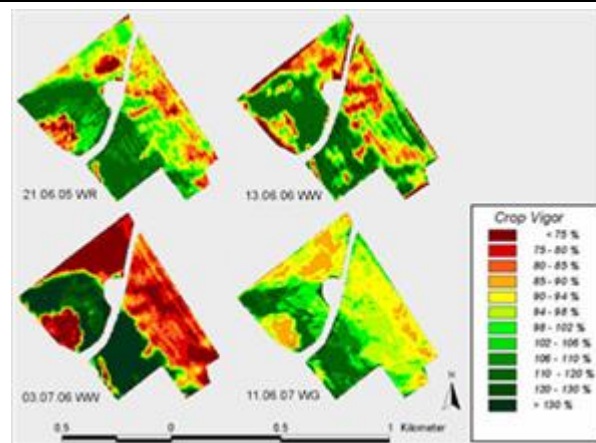 21.06.05 WR
13.06.06 WW
03.07.06 WW
11.06.07 WG
Crop Vigor
< 75 %
75 - 80 %
80 - 85 %
85 - 90 %
90 - 94 %
94 - 98 %
98 - 102 %
102 - 106 %
106 - 110 %
110 - 120 %
120 - 130 %
> 130 %
N
0.5 0 0.5 1 Kilometer